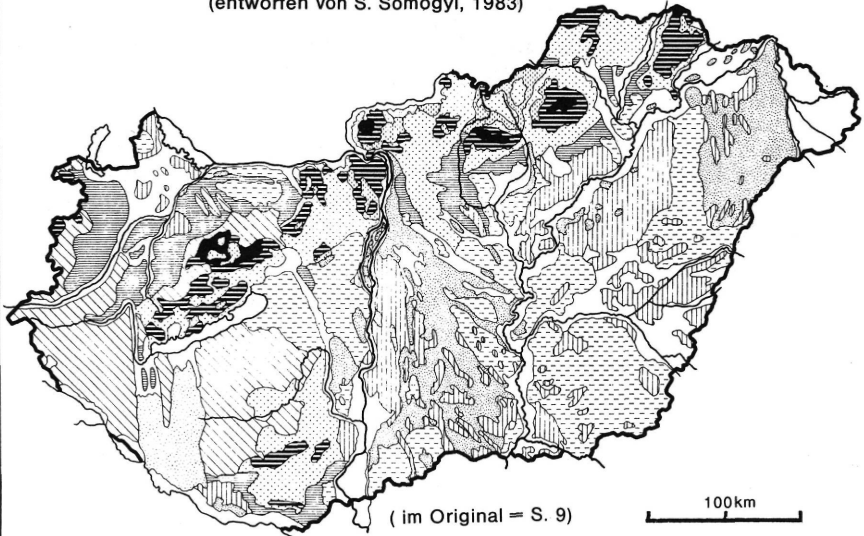 (entworfen von S. Somogyi, 1983)
( im Original = S. 9)
100km